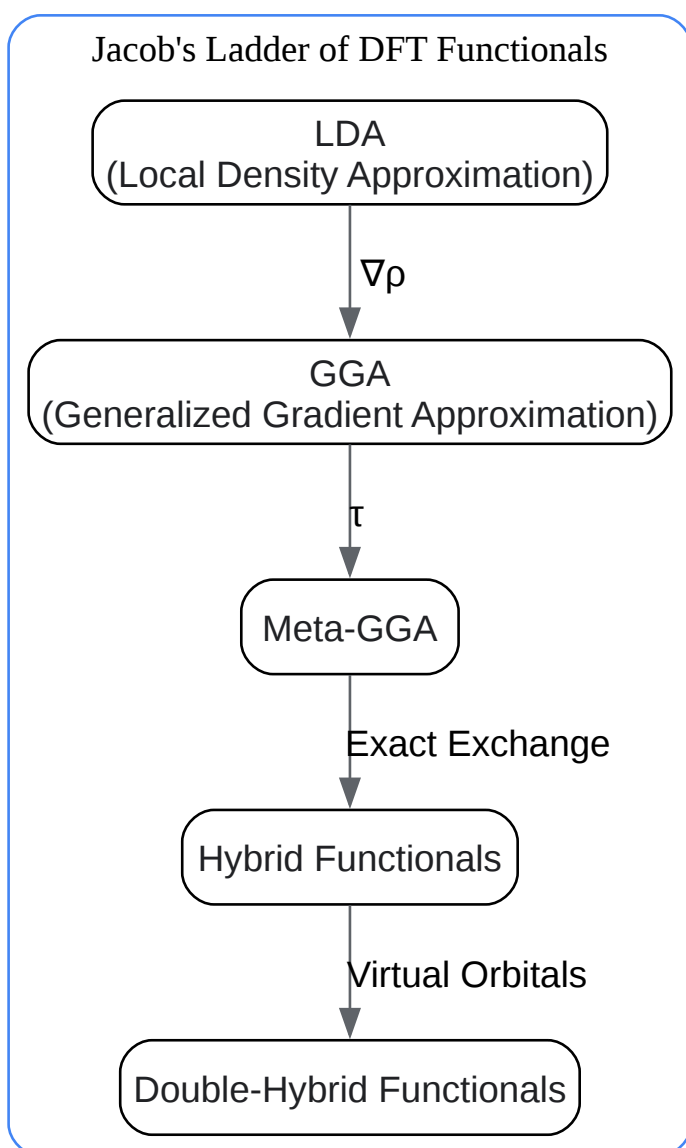 Jacob's Ladder of DFT Functionals
LDA
(Local Density Approximation)
∇ρ
GGA
(Generalized Gradient Approximation)
τ
Meta-GGA
Exact Exchange
Hybrid Functionals
Virtual Orbitals
Double-Hybrid Functionals